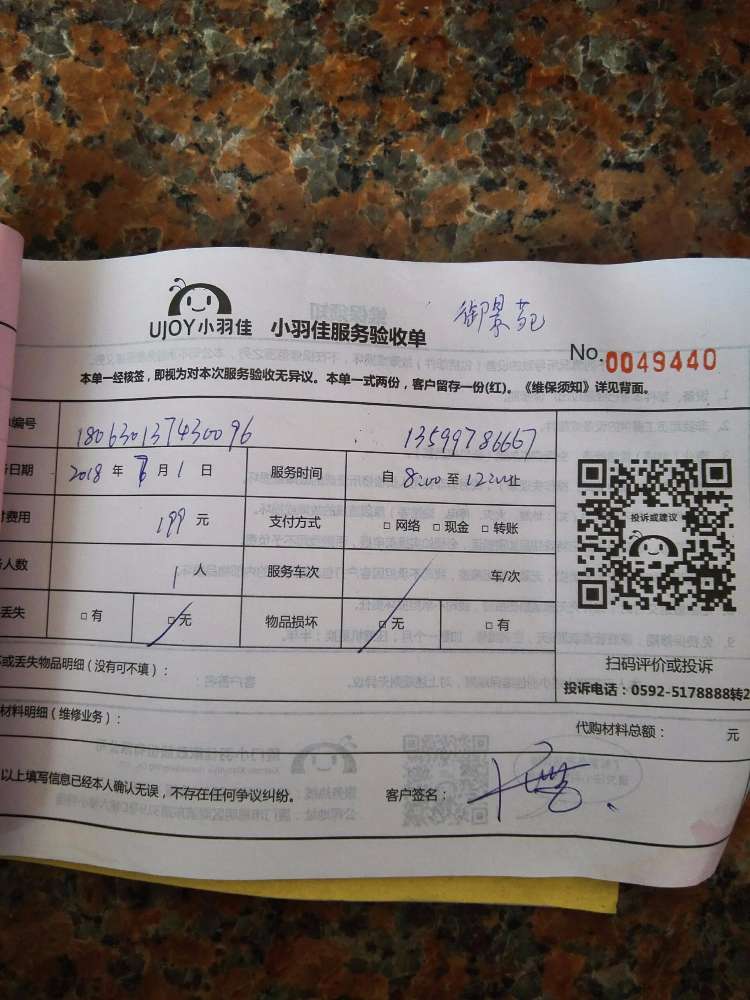 御景苑
UJOY小羽佳 小羽佳服务验收单
No.0049440
本单一经核签，即视为对本次服务验收无异议。本单一式两份，客户留存一份(红)。《维保须知》详见背面。
编号 180630137430096 13599786667
日期 2018 年 7 月 1 日 服务时间 自 8:00 至 12:00止
费用 199 元 支付方式 □ 网络 □ 现金 □ 转账
人数 1 人 服务车次 / 车/次
丢失 □ 有 □ 无 物品损坏 □ 无 □ 有
投诉或建议
扫码评价或投诉
投诉电话：0592-5178888转2
或丢失物品明细（没有可不填）：
材料明细（维修业务）： 代购材料总额： 元
以上填写信息已经本人确认无误，不存在任何争议纠纷。 客户签名：